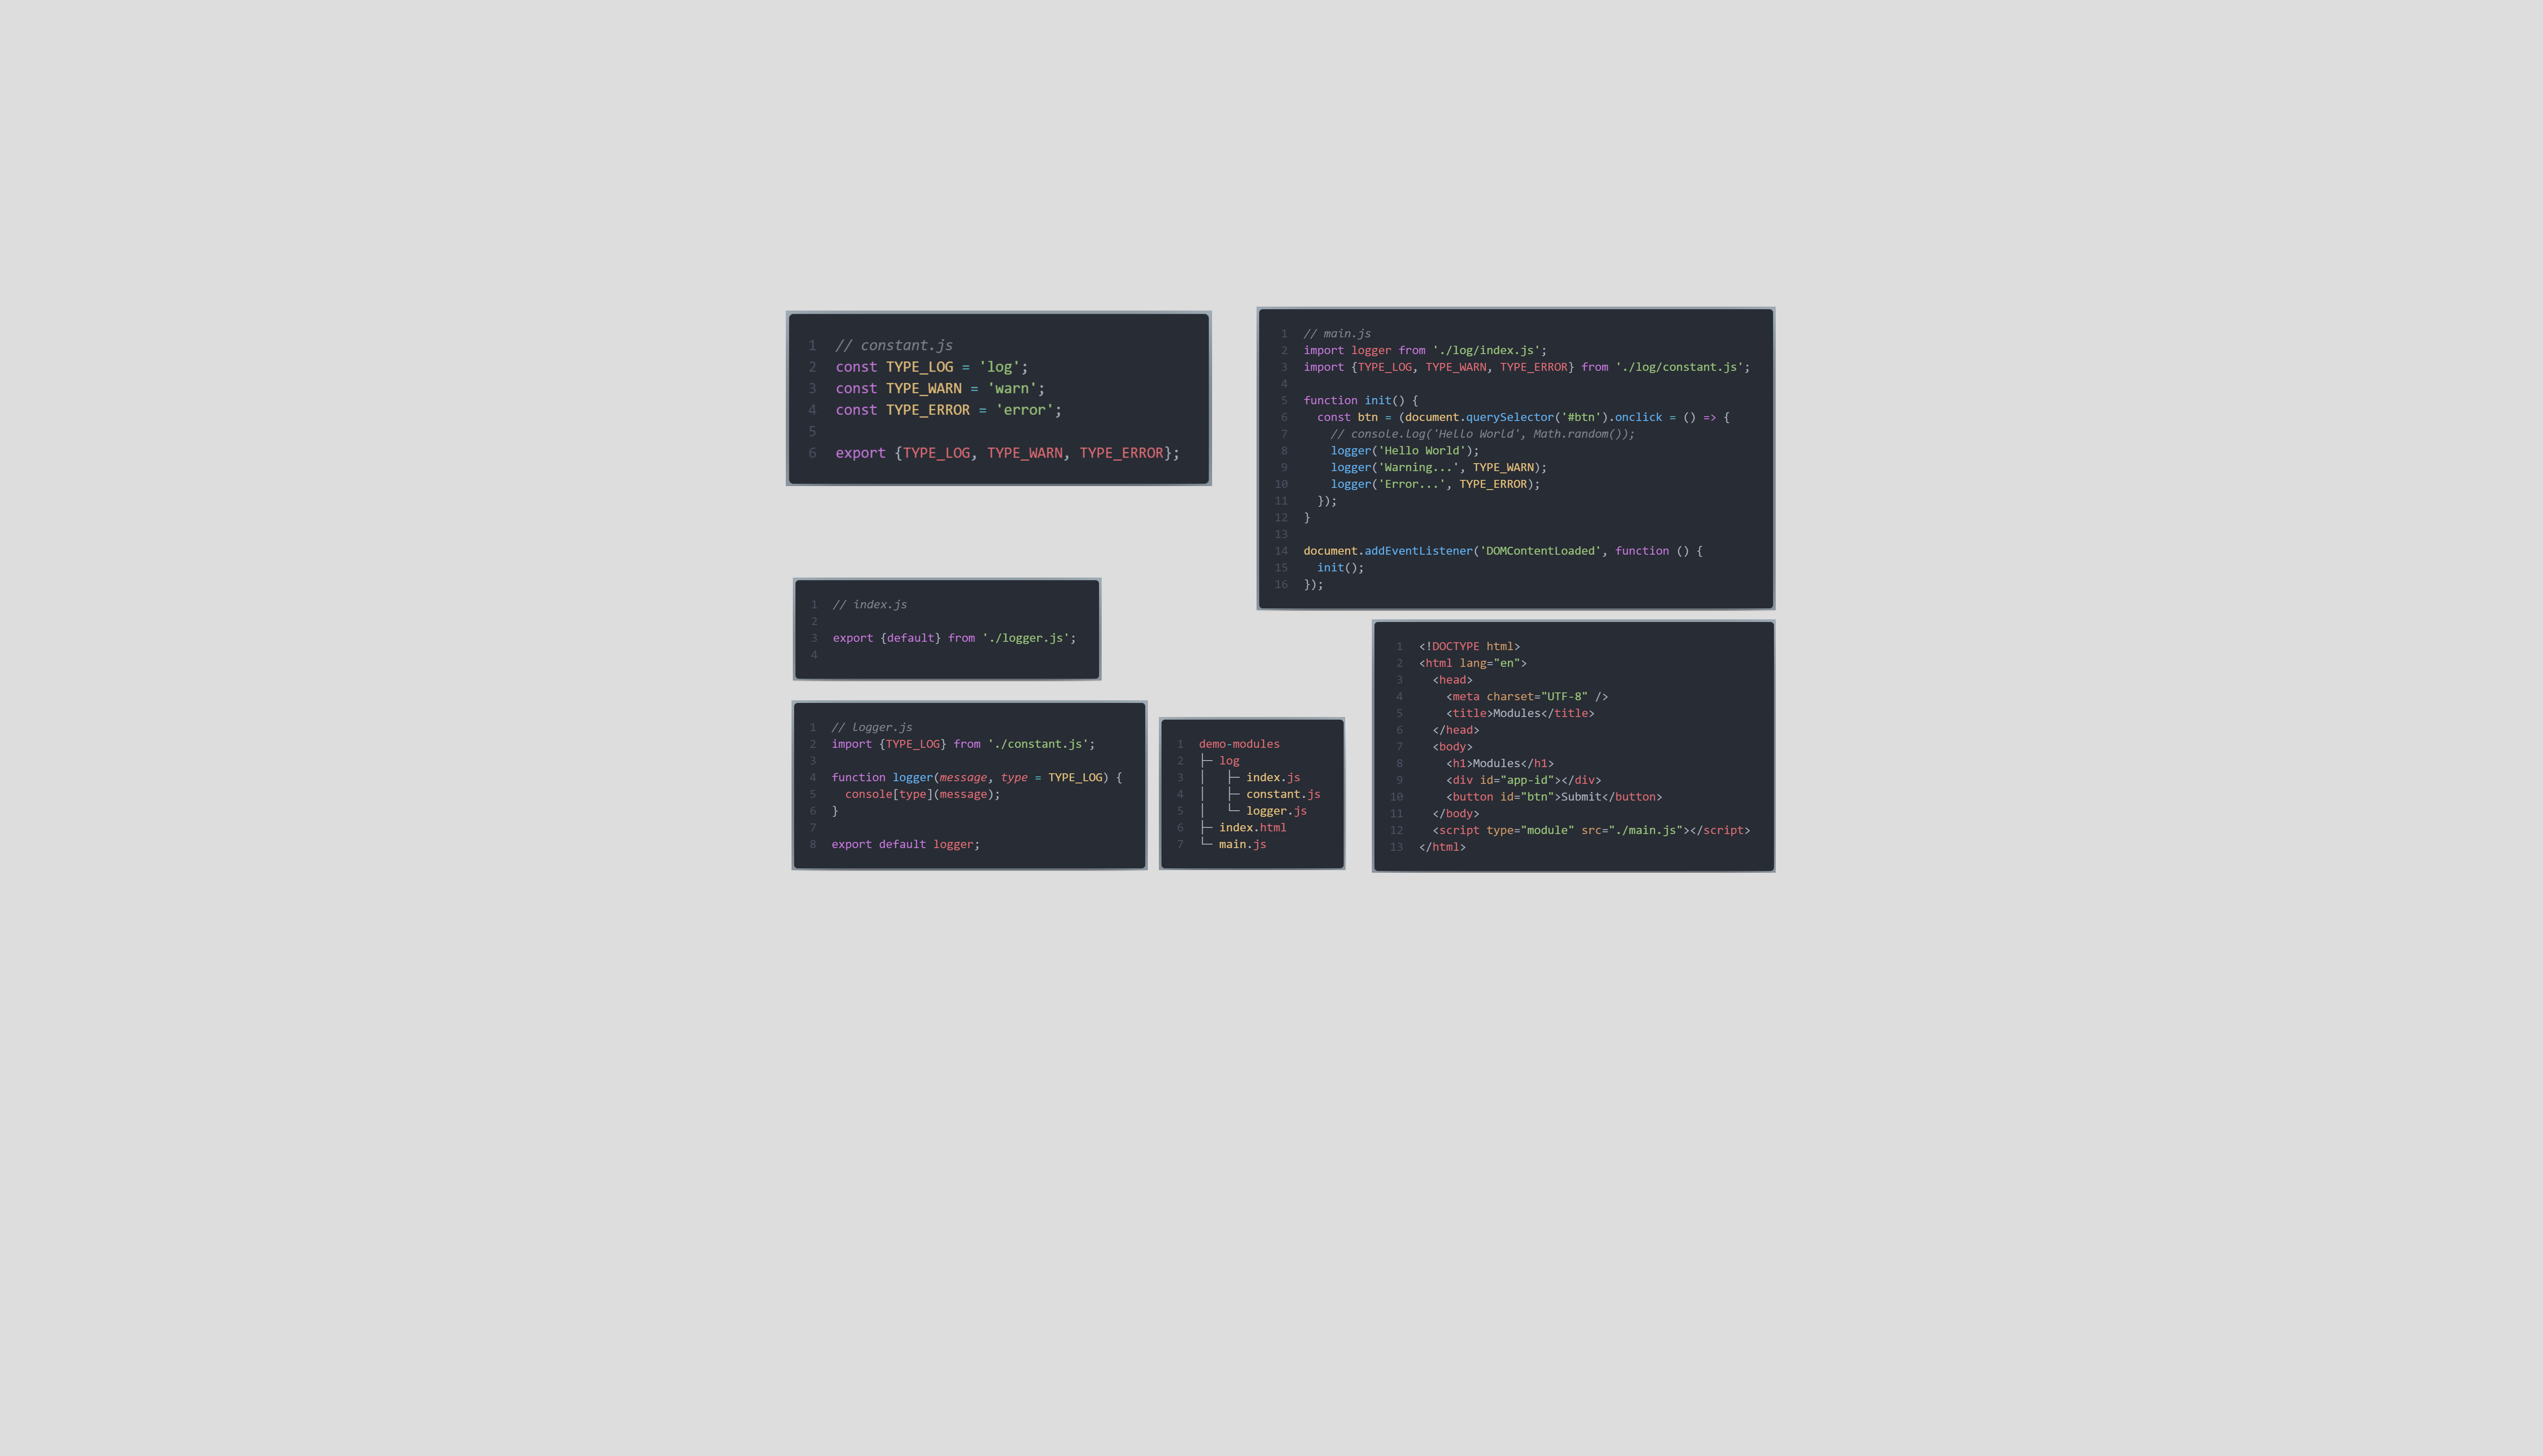 1 // constant.js
2 const TYPE_LOG = 'log';
3 const TYPE_WARN = 'warn';
4 const TYPE_ERROR = 'error';
5
6 export {TYPE_LOG, TYPE_WARN, TYPE_ERROR};
1 // main.js
2 import logger from './log/index.js';
3 import {TYPE_LOG, TYPE_WARN, TYPE_ERROR} from './log/constant.js';
4
5 function init() {
6   const btn = (document.querySelector('#btn').onclick = () => {
7     // console.log('Hello World', Math.random());
8     logger('Hello World');
9     logger('Warning...', TYPE_WARN);
10     logger('Error...', TYPE_ERROR);
11   });
12 }
13
14 document.addEventListener('DOMContentLoaded', function () {
15   init();
16 });
1 // index.js
2
3 export {default} from './logger.js';
4
1 // logger.js
2 import {TYPE_LOG} from './constant.js';
3
4 function logger(message, type = TYPE_LOG) {
5   console[type](message);
6 }
7
8 export default logger;
1 demo-modules
2 ├─ log
3 │   ├─ index.js
4 │   ├─ constant.js
5 │   └─ logger.js
6 ├─ index.html
7 └─ main.js
1 <!DOCTYPE html>
2 <html lang="en">
3   <head>
4     <meta charset="UTF-8" />
5     <title>Modules</title>
6   </head>
7   <body>
8     <h1>Modules</h1>
9     <div id="app-id"></div>
10     <button id="btn">Submit</button>
11   </body>
12   <script type="module" src="./main.js"></script>
13 </html>